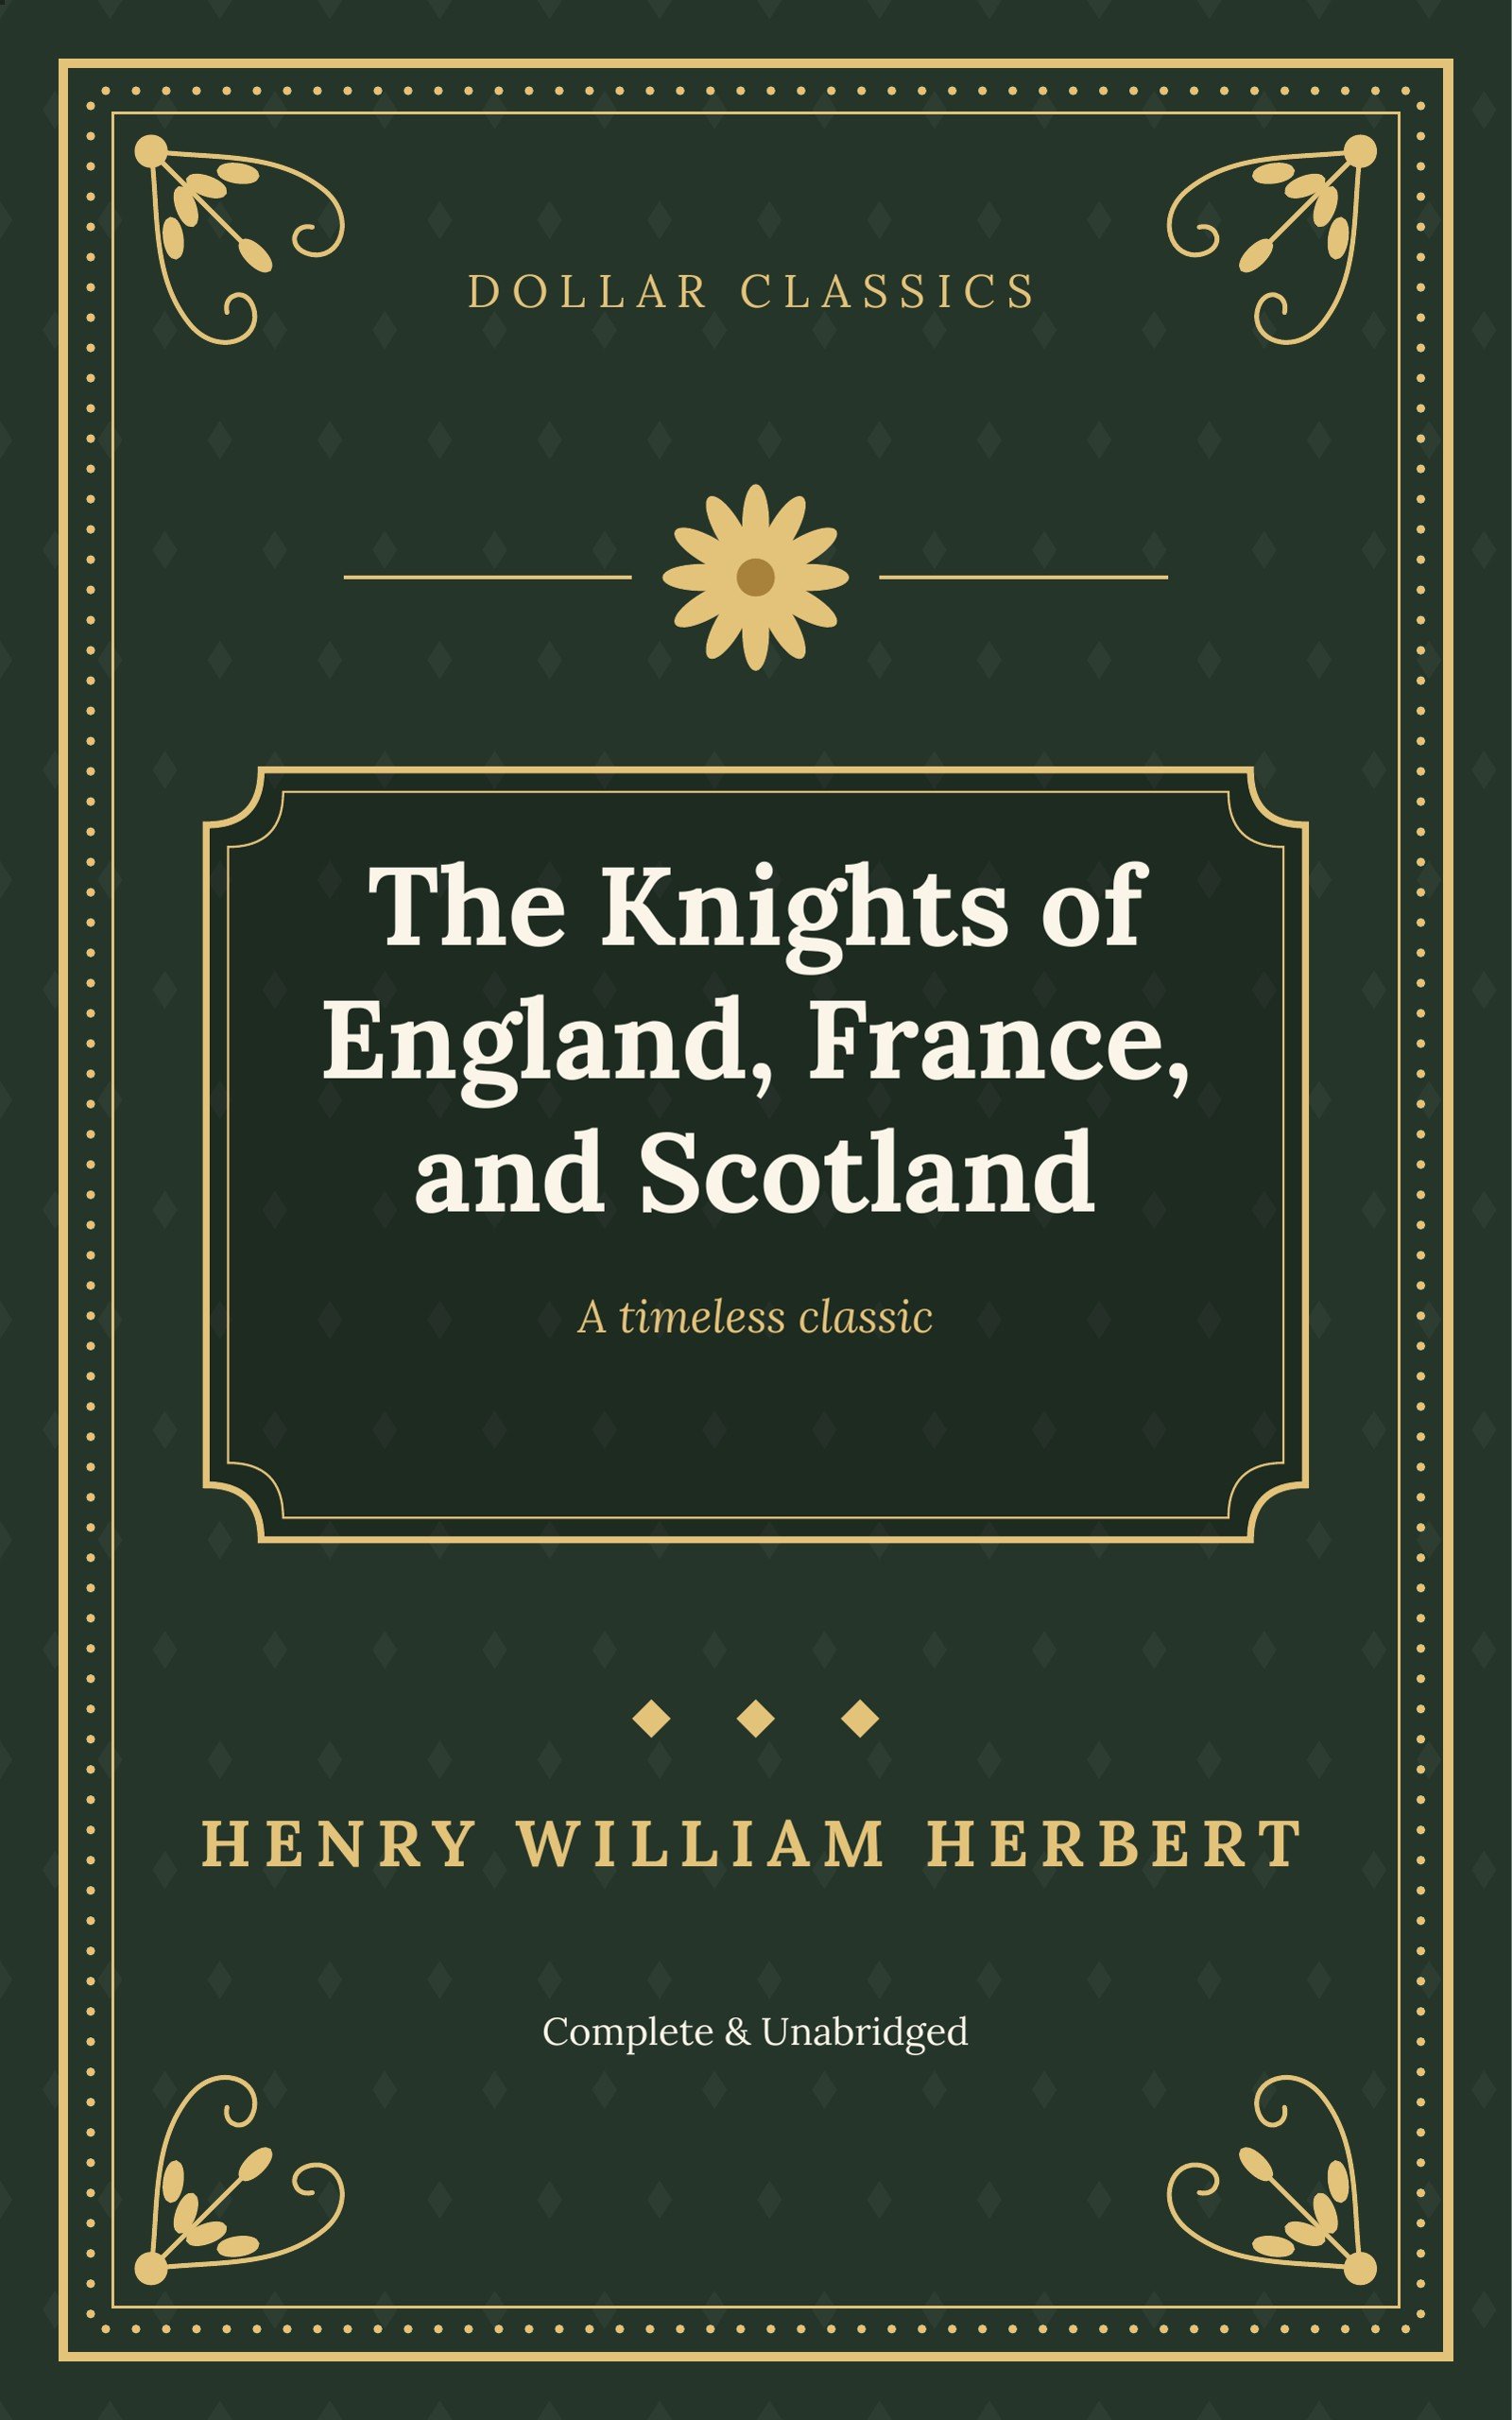 DOLLAR CLASSICS
The Knights of
England, France,
and Scotland
A timeless classic
HENRY WILLIAM HERBERT
Complete & Unabridged